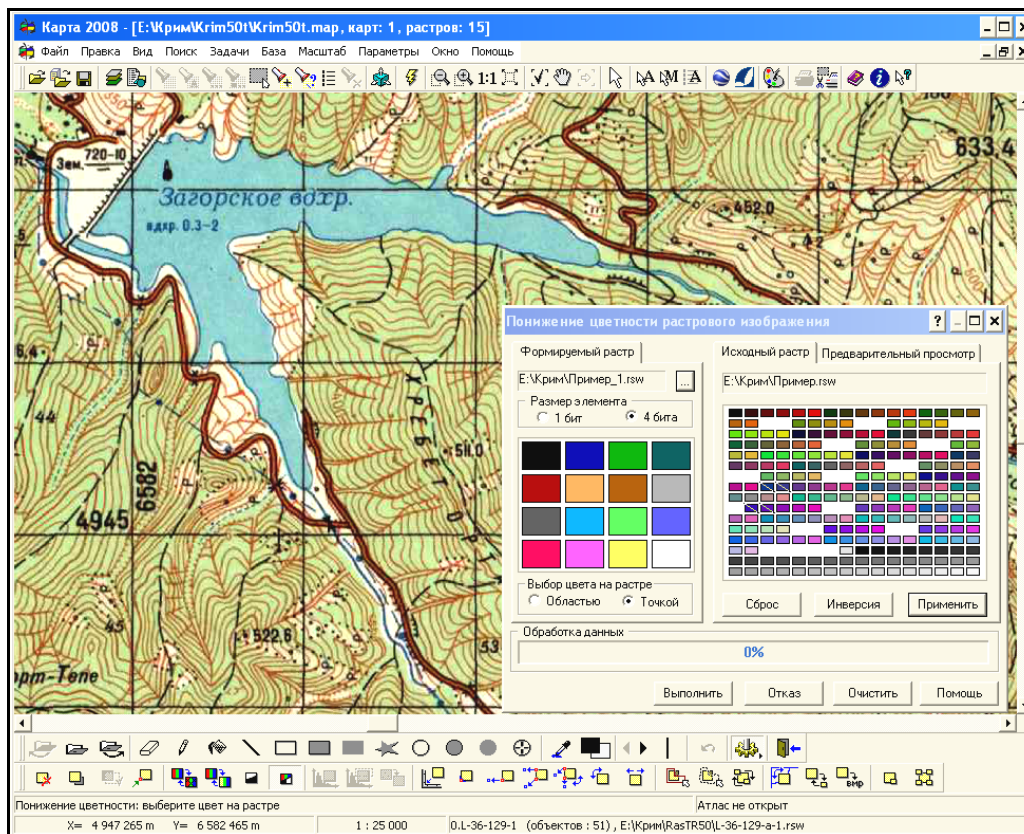 Карта 2008 - [E:\Крим\Krim50t\Krim50t.map, карт: 1, растров: 15]
Файл Правка Вид Поиск Задачи База Масштаб Параметры Окно Помощь
1:1
A M A
Зем. 720-10
Загорское вдхр.
вдхр. 0.3-2
633.4
452.0
600
44
4945
6582
45
522.6
511.0
ХРЕБЕТ
53
орт-Тепе
Понижение цветности растрового изображения
Формируемый растр
Исходный растр Предварительный просмотр
E:\Крим\Пример_1.rsw ...
E:\Крим\Пример.rsw
Размер элемента
1 бит 4 бита
Выбор цвета на растре
Областью Точкой
Сброс Инверсия Применить
Обработка данных
0%
Выполнить Отказ Очистить Помощь
BMP
Понижение цветности: выберите цвет на растре Атлас не открыт
X= 4 947 265 m Y= 6 582 465 m 1 : 25 000 0.L-36-129-1 (объектов : 51) , E:\Крим\RasTR50\L-36-129-a-1.rsw